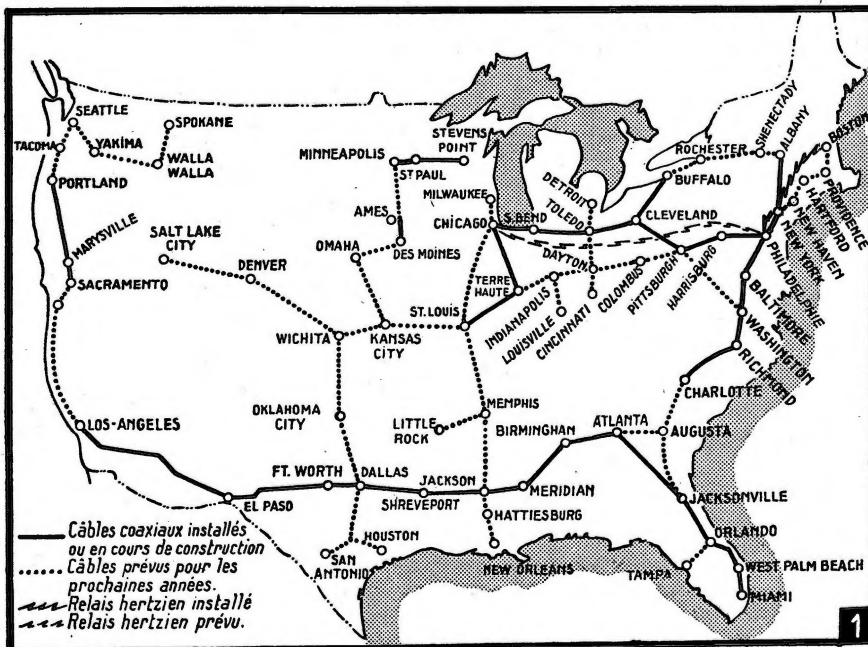 SEATTLE
SPOKANE
TACOMA
YAKIMA
WALLA
WALLA
PORTLAND
MARYSVILLE
SALT LAKE
CITY
SACRAMENTO
DENVER
LOS-ANGELES
STEVENS
POINT
MINNEAPOLIS
ST PAUL
MILWAUKEE
AMES
CHICAGO
S. BEND
OMAHA
DES MOINES
DETROIT
TOLEDO
ROCHESTER
SHENECTADY
ALBANY
BOSTON
BUFFALO
CLEVELAND
PROVIDENCE
HARTFORD
NEW HAVEN
NEW YORK
PHILADELPHIE
DAYTON
TERRE
HAUTE
INDIANAPOLIS
LOUISVILLE
CINCINNATI
COLUMBUS
PITTSBURGH
HARRISBURG
BALTIMORE
WASHINGTON
RICHMOND
ST. LOUIS
WICHITA
KANSAS
CITY
CHARLOTTE
OKLAHOMA
CITY
LITTLE
ROCK
MEMPHIS
BIRMINGHAN
ATLANTA
AUGUSTA
FT. WORTH
DALLAS
JACKSON
SHREVEPORT
MERIDIAN
EL PASO
JACKSONVILLE
HATTIESBURG
ORLANDO
HOUSTON
SAN
ANTONIO
NEW ORLEANS
TAMPA
WEST PALM BEACH
MIAMI
Câbles coaxiaux installés
ou en cours de construction
Câbles prévus pour les
prochaines années.
Relais hertzien installé
Relais hertzien prévu.
1